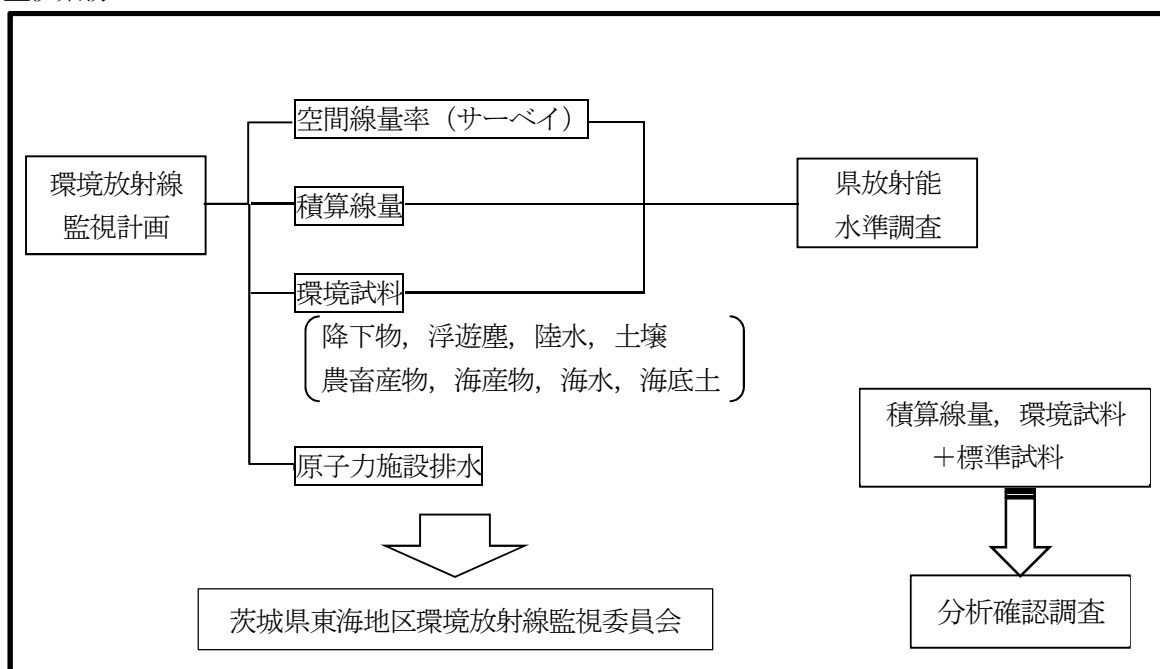 空間線量率（サーベイ）
環境放射線
監視計画
積算線量
県放射能
水準調査
環境試料
降下物，浮遊塵，陸水，土壌
農畜産物，海産物，海水，海底土
原子力施設排水
積算線量，環境試料
＋標準試料
茨城県東海地区環境放射線監視委員会
分析確認調査